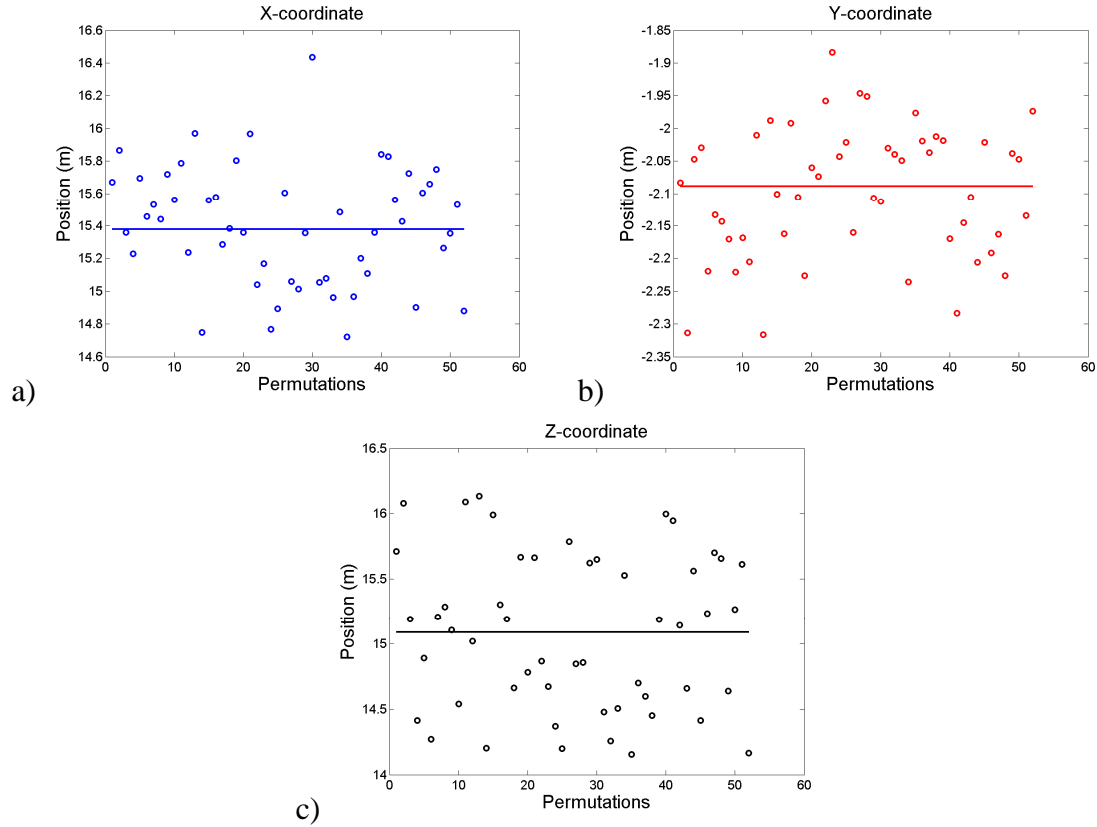 X-coordinate
16.6
16.4
16.2
16
15.8
15.6
15.4
15.2
15
14.8
14.6
Position (m)
0 10 20 30 40 50 60
Permutations
a)
Y-coordinate
-1.85
-1.9
-1.95
-2
-2.05
-2.1
-2.15
-2.2
-2.25
-2.3
-2.35
Position (m)
0 10 20 30 40 50 60
Permutations
b)
Z-coordinate
16.5
16
15.5
15
14.5
14
Position (m)
0 10 20 30 40 50 60
Permutations
c)